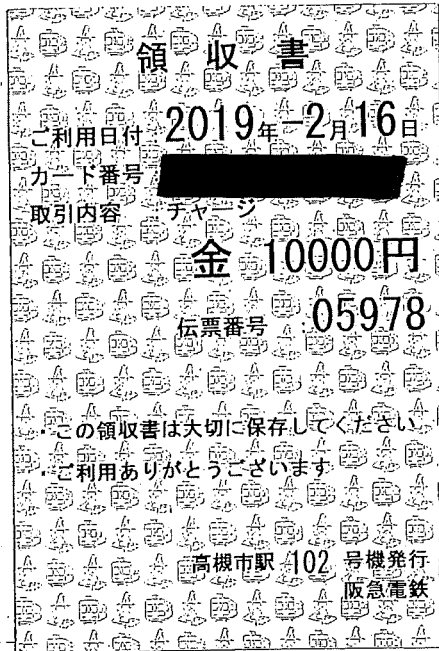 領収書
ご利用日付 2019年-2月16日
カード番号
取引内容 チャージ
金 10000円
伝票番号 :05978
・この領収書は大切に保存してください
・ご利用ありがとうございます
高槻市駅 102 号機発行
阪急電鉄